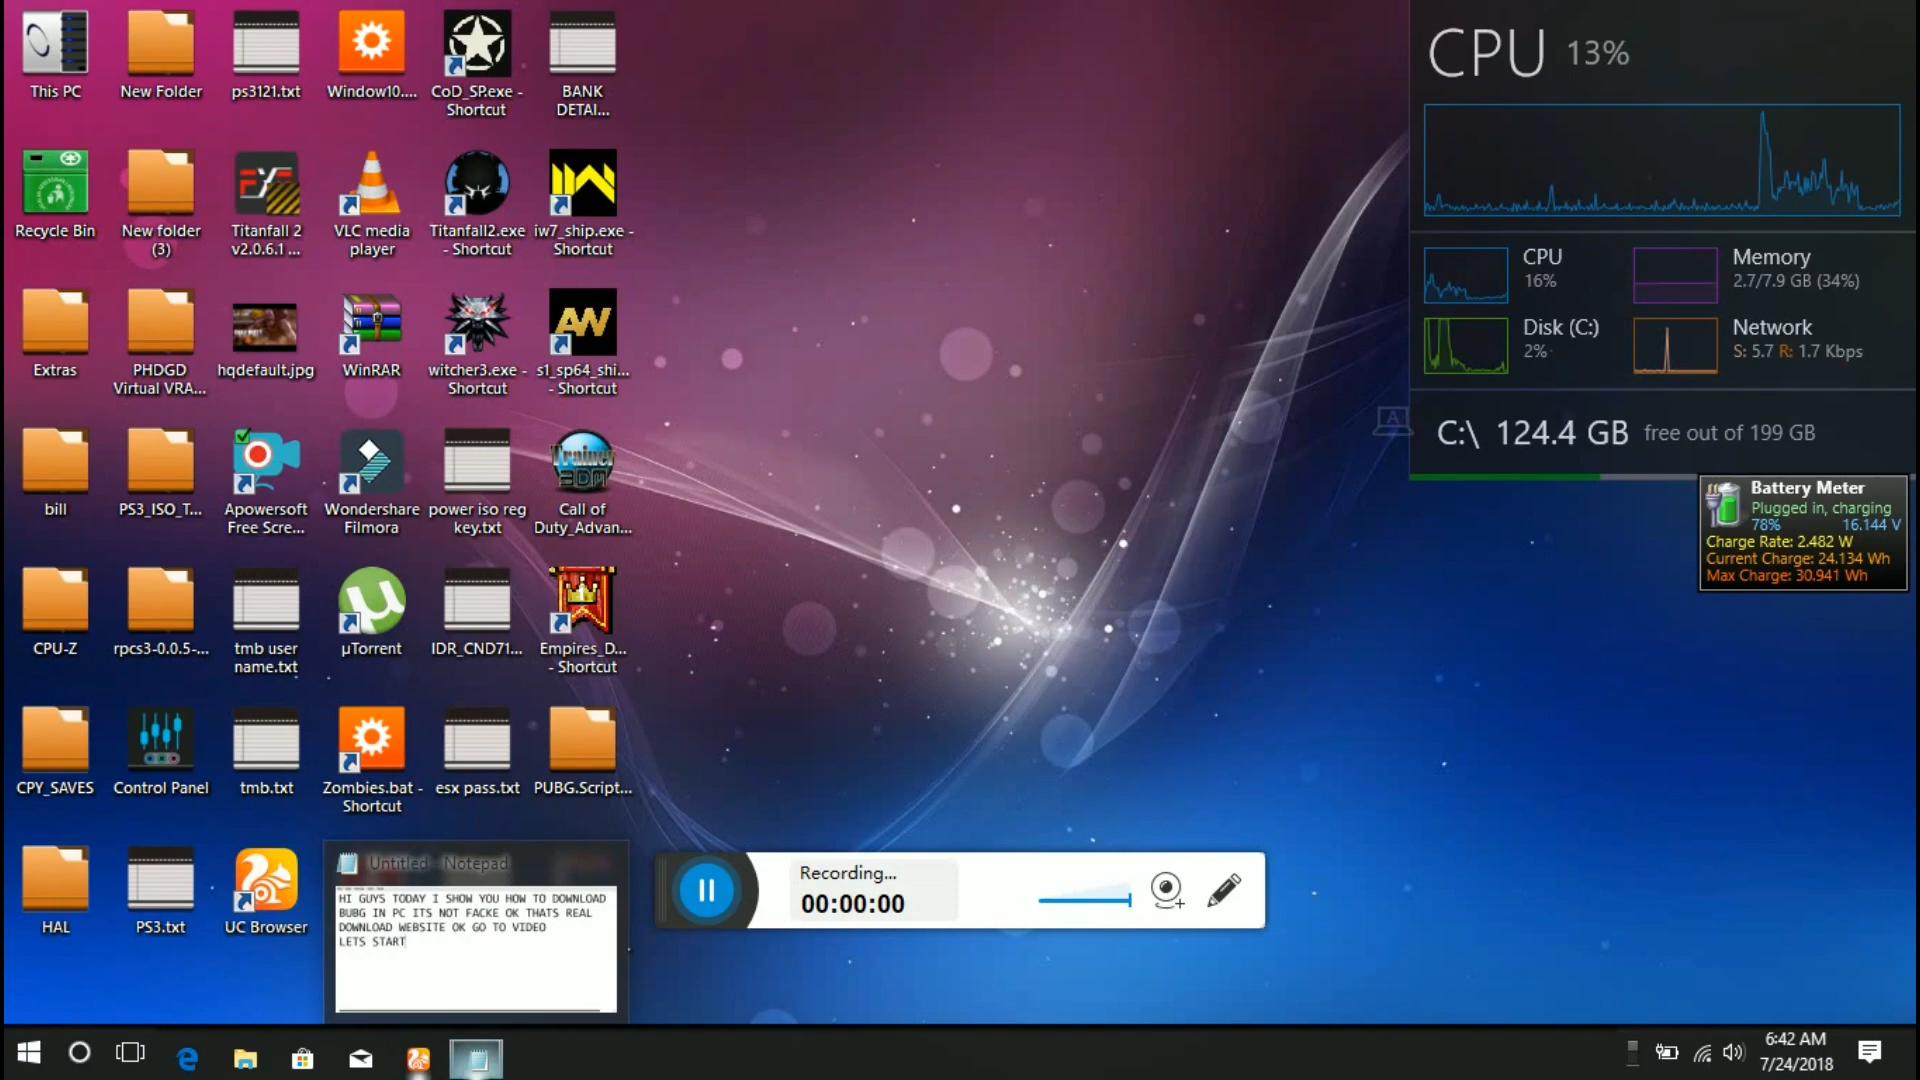 This PC
New Folder
ps3121.txt
Window10....
CoD_SP.exe -
Shortcut
BANK
DETAI...
Recycle Bin
New folder
(3)
Titanfall 2
v2.0.6.1 ...
VLC media
player
Titanfall2.exe
- Shortcut
iw7_ship.exe -
Shortcut
Extras
PHDGD
Virtual VRA...
hqdefault.jpg
WinRAR
witcher3.exe -
Shortcut
AW
s1_sp64_shi...
- Shortcut
bill
PS3_ISO_T...
Apowersoft
Free Scre...
Wondershare
Filmora
power iso reg
key.txt
Trainer
3DM
Call of
Duty_Advan...
CPU-Z
rpcs3-0.0.5-...
tmb user
name.txt
µTorrent
IDR_CND71...
Empires_D...
- Shortcut
CPY_SAVES
Control Panel
tmb.txt
Zombies.bat -
Shortcut
esx pass.txt
PUBG.Script...
HAL
PS3.txt
UC Browser
Untitled - Notepad
HI GUYS TODAY I SHOW YOU HOW TO DOWNLOAD
BUBG IN PC ITS NOT FACKE OK THATS REAL
DOWNLOAD WEBSITE OK GO TO VIDEO
LETS START
Recording...
00:00:00
CPU 13%
CPU
16%
Memory
2.7/7.9 GB (34%)
Disk (C:)
2%
Network
S: 5.7 R: 1.7 Kbps
A
C:\ 124.4 GB free out of 199 GB
Battery Meter
Plugged in, charging
78% 16.144 V
Charge Rate: 2.482 W
Current Charge: 24.134 Wh
Max Charge: 30.941 Wh
6:42 AM
7/24/2018